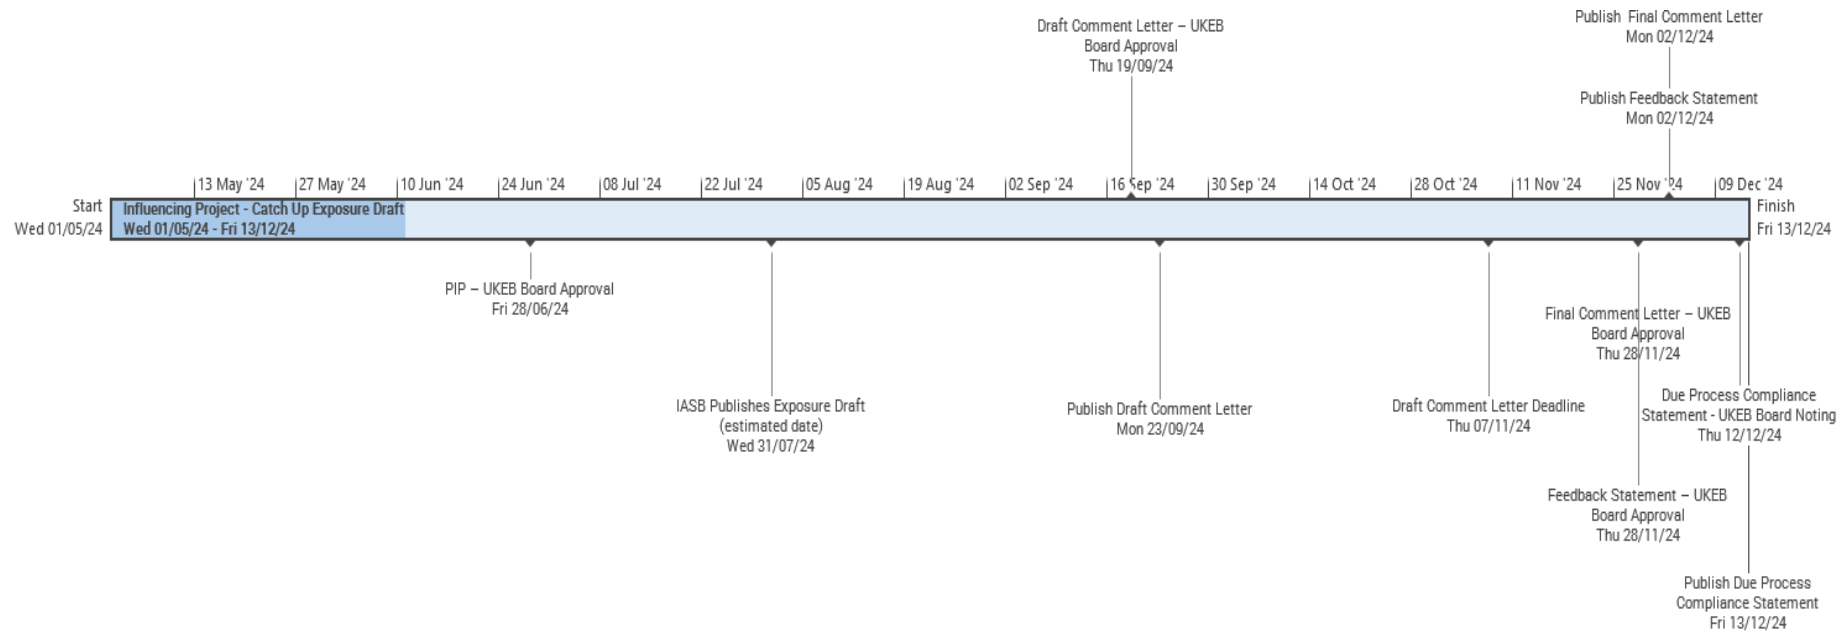 Draft Comment Letter – UKEB
Board Approval
Thu 19/09/24
Publish  Final Comment Letter
Mon 02/12/24
Publish Feedback Statement
Mon 02/12/24
13 May '24
27 May '24
10 Jun '24
24 Jun '24
08 Jul '24
22 Jul '24
05 Aug '24
19 Aug '24
02 Sep '24
16 Sep '24
30 Sep '24
14 Oct '24
28 Oct '24
11 Nov '24
25 Nov '24
09 Dec '24
Start
Wed 01/05/24
Influencing Project - Catch Up Exposure Draft
Wed 01/05/24 - Fri 13/12/24
Finish
Fri 13/12/24
PIP – UKEB Board Approval
Fri 28/06/24
IASB Publishes Exposure Draft
(estimated date)
Wed 31/07/24
Publish Draft Comment Letter
Mon 23/09/24
Draft Comment Letter Deadline
Thu 07/11/24
Final Comment Letter – UKEB
Board Approval
Thu 28/11/24
Due Process Compliance
Statement - UKEB Board Noting
Thu 12/12/24
Feedback Statement – UKEB
Board Approval
Thu 28/11/24
Publish Due Process
Compliance Statement
Fri 13/12/24